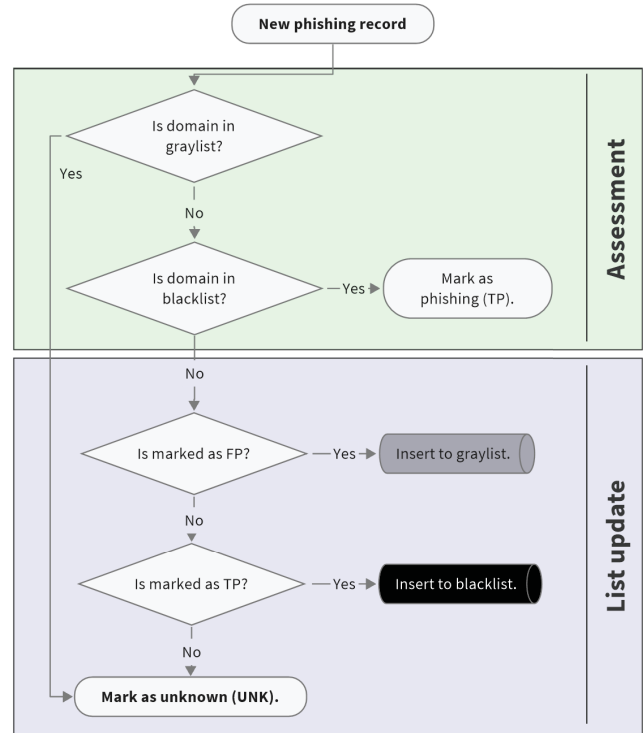 New phishing record
Is domain in
graylist?
Yes
No
Is domain in
blacklist?
Yes
Mark as
phishing (TP).
Assessment
No
Is marked as FP?
Yes
Insert to graylist.
No
Is marked as TP?
Yes
Insert to blacklist.
No
Mark as unknown (UNK).
List update